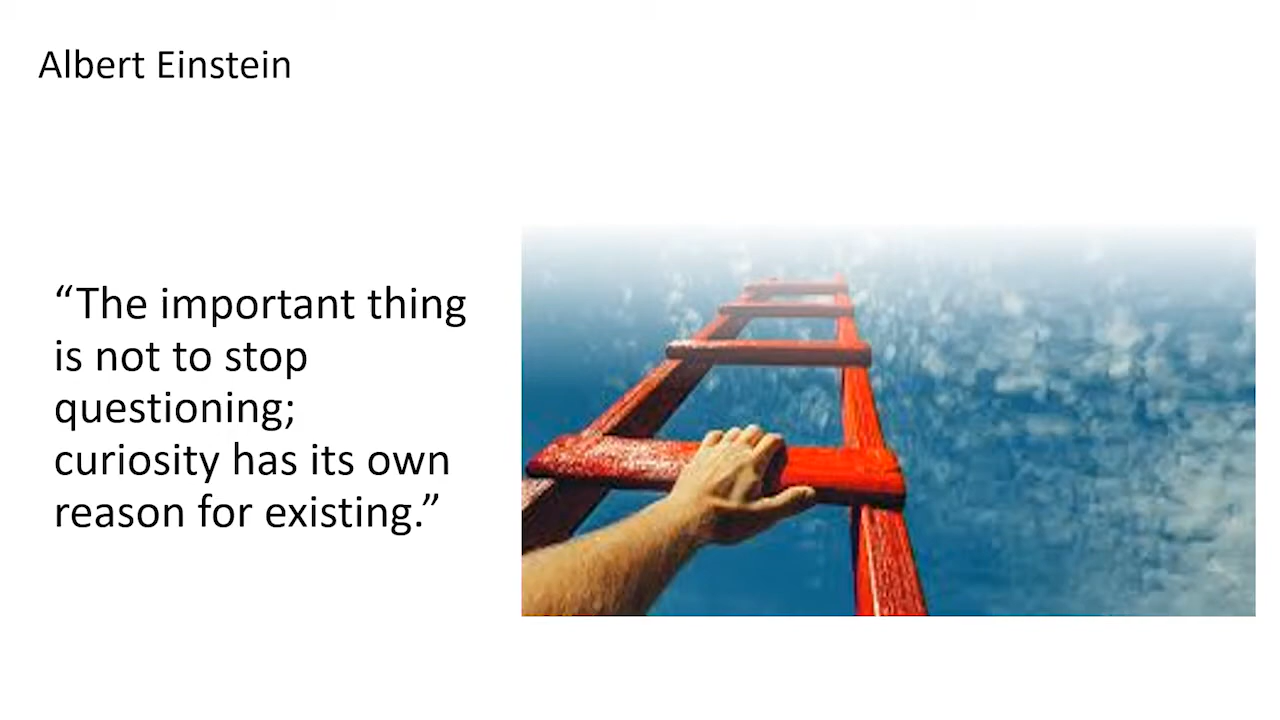 Albert Einstein
“The important thing
is not to stop
questioning;
curiosity has its own
reason for existing.”